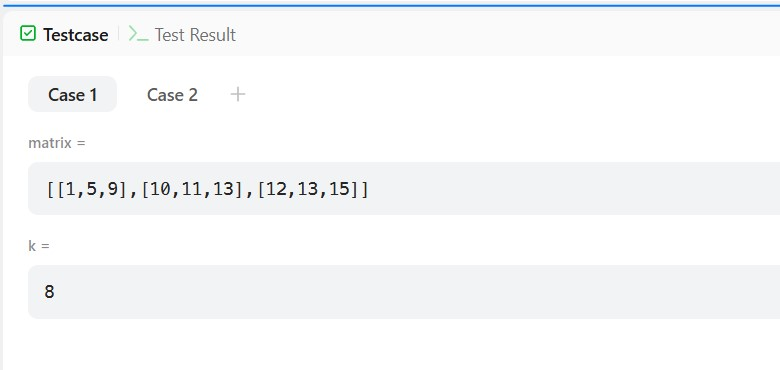 Testcase Test Result
Case 1 Case 2
matrix =
[[1,5,9],[10,11,13],[12,13,15]]
k =
8